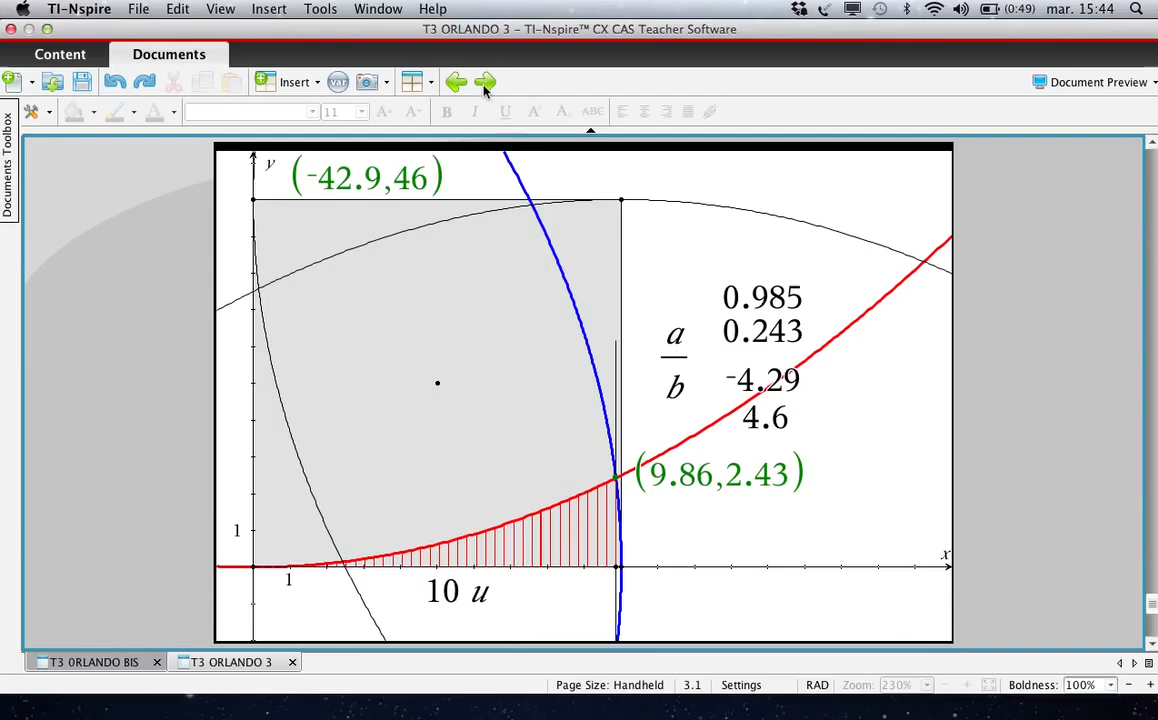 TI-Nspire File Edit View Insert Tools Window Help (0:49) mar. 15:44
T3 ORLANDO 3 – TI-Nspire™ CX CAS Teacher Software
Content Documents
Insert VAR Document Preview
11 A A B I U A A ABC
Documents Toolbox
y
(-42.9,46)
0.985
a
0.243
b
-4.29
4.6
(9.86,2.43)
1
x
1
10 u
T3 0RLANDO BIS T3 ORLANDO 3
Page Size: Handheld 3.1 Settings RAD Zoom: 230% Boldness: 100%